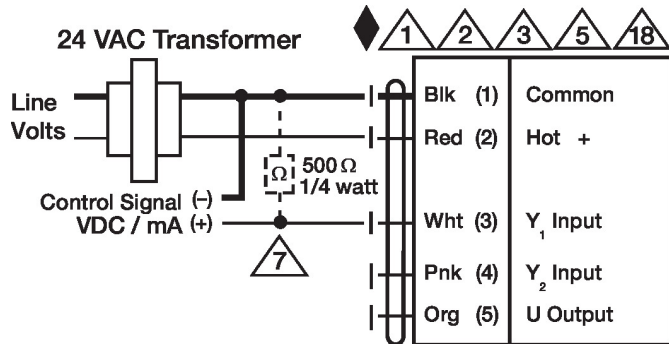 24 VAC Transformer
1 2 3 5 18
Line
Volts
Blk (1) Common
Red (2) Hot +
Ω 500 Ω
1/4 watt
Control Signal (–)
VDC / mA (+)
7
Wht (3) Y₁ Input
Pnk (4) Y₂ Input
Org (5) U Output